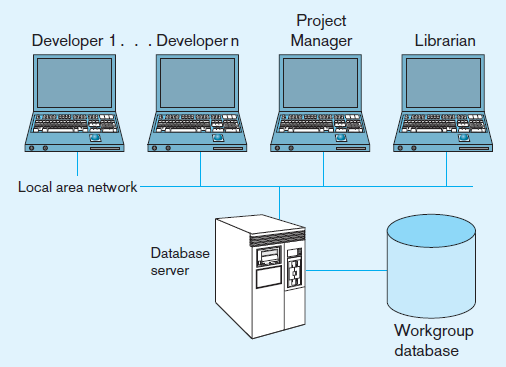 Project
Developer 1. . . Developer n Manager Librarian
Local area network
Database
server
Workgroup
database